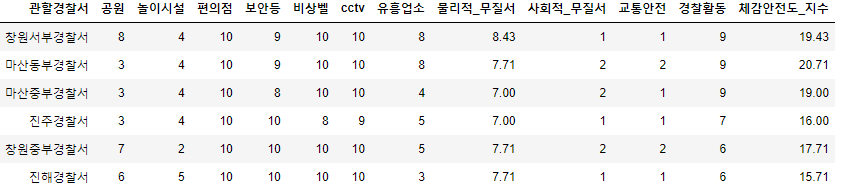 관할경찰서 공원 놀이시설 편의점 보안등 비상벨 cctv 유흥업소 물리적_무질서 사회적_무질서 교통안전 경찰활동 체감안전도_지수
창원서부경찰서 8 4 10 9 10 10 8 8.43 1 1 9 19.43
마산동부경찰서 3 4 10 9 10 10 8 7.71 2 2 9 20.71
마산중부경찰서 3 4 10 8 10 10 4 7.00 2 1 9 19.00
진주경찰서 3 4 10 10 8 9 5 7.00 1 1 7 16.00
창원중부경찰서 7 2 10 10 10 10 5 7.71 2 2 6 17.71
진해경찰서 6 5 10 10 10 10 3 7.71 1 1 6 15.71